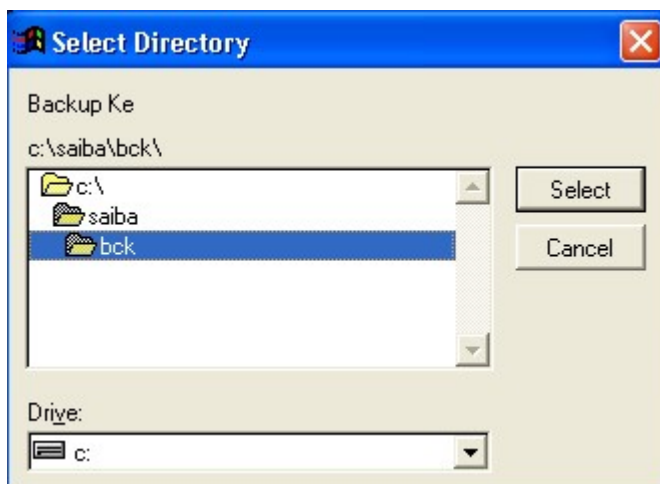 Select Directory
Backup Ke
c:\saiba\bck\
c:\
saiba
bck
Select
Cancel
Drive:
c: